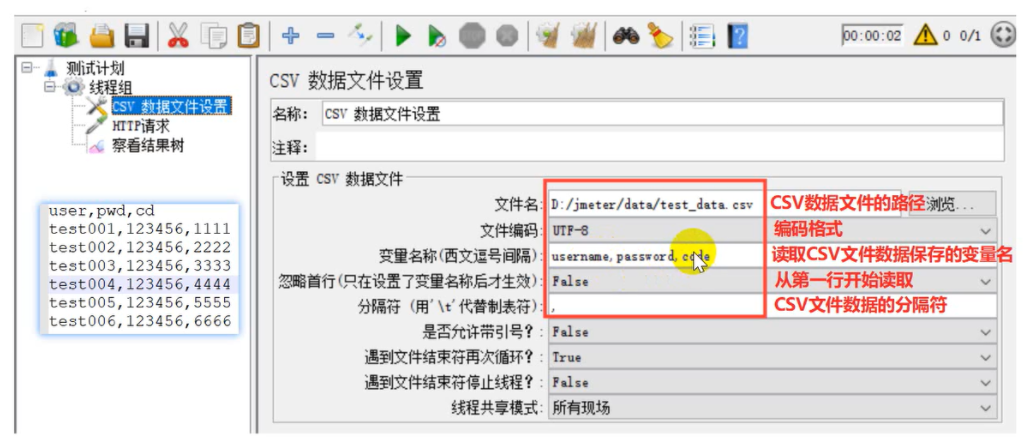 00:00:02 0 0/1
测试计划
线程组
CSV 数据文件设置
HTTP请求
察看结果树
user,pwd,cd
test001,123456,1111
test002,123456,2222
test003,123456,3333
test004,123456,4444
test005,123456,5555
test006,123456,6666
CSV 数据文件设置
名称: CSV 数据文件设置
注释:
设置 CSV 数据文件
文件名: D:/jmeter/data/test_data.csv CSV数据文件的路径 浏览...
文件编码: UTF-8 编码格式
变量名称(西文逗号间隔): username,password,code 读取CSV文件数据保存的变量名
忽略首行(只在设置了变量名称后才生效): False 从第一行开始读取
分隔符 (用'\t'代替制表符): , CSV文件数据的分隔符
是否允许带引号?: False
遇到文件结束符再次循环?: True
遇到文件结束符停止线程?: False
线程共享模式: 所有现场